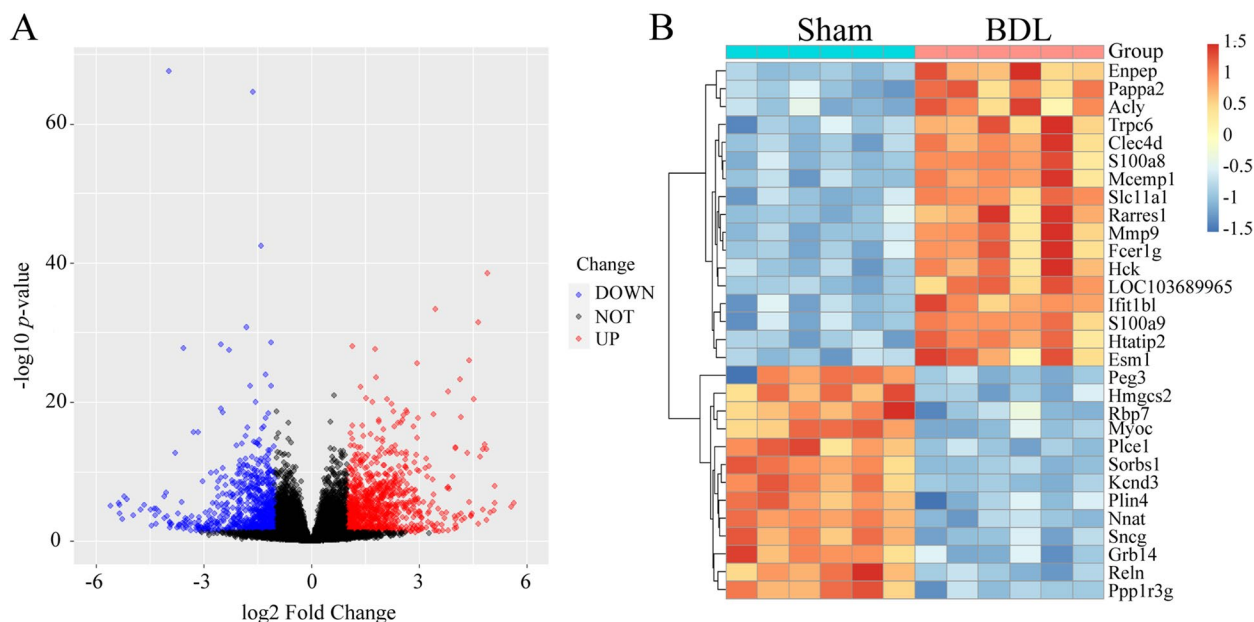 A
60
40
20
0
-6
-3
0
3
6
-log10 p-value
log2 Fold Change
Change
DOWN
NOT
UP
B
Sham
BDL
Group
Enpep
Pappa2
Acly
Trpc6
Clec4d
S100a8
Mcemp1
Slc11a1
Rarres1
Mmp9
Fcer1g
Hck
LOC103689965
Ifit1bl
S100a9
Htatip2
Esm1
Peg3
Hmgcs2
Rbp7
Myoc
Plce1
Sorbs1
Kcnd3
Plin4
Nnat
Sncg
Grb14
Reln
Ppp1r3g
1.5
1
0.5
0
-0.5
-1
-1.5